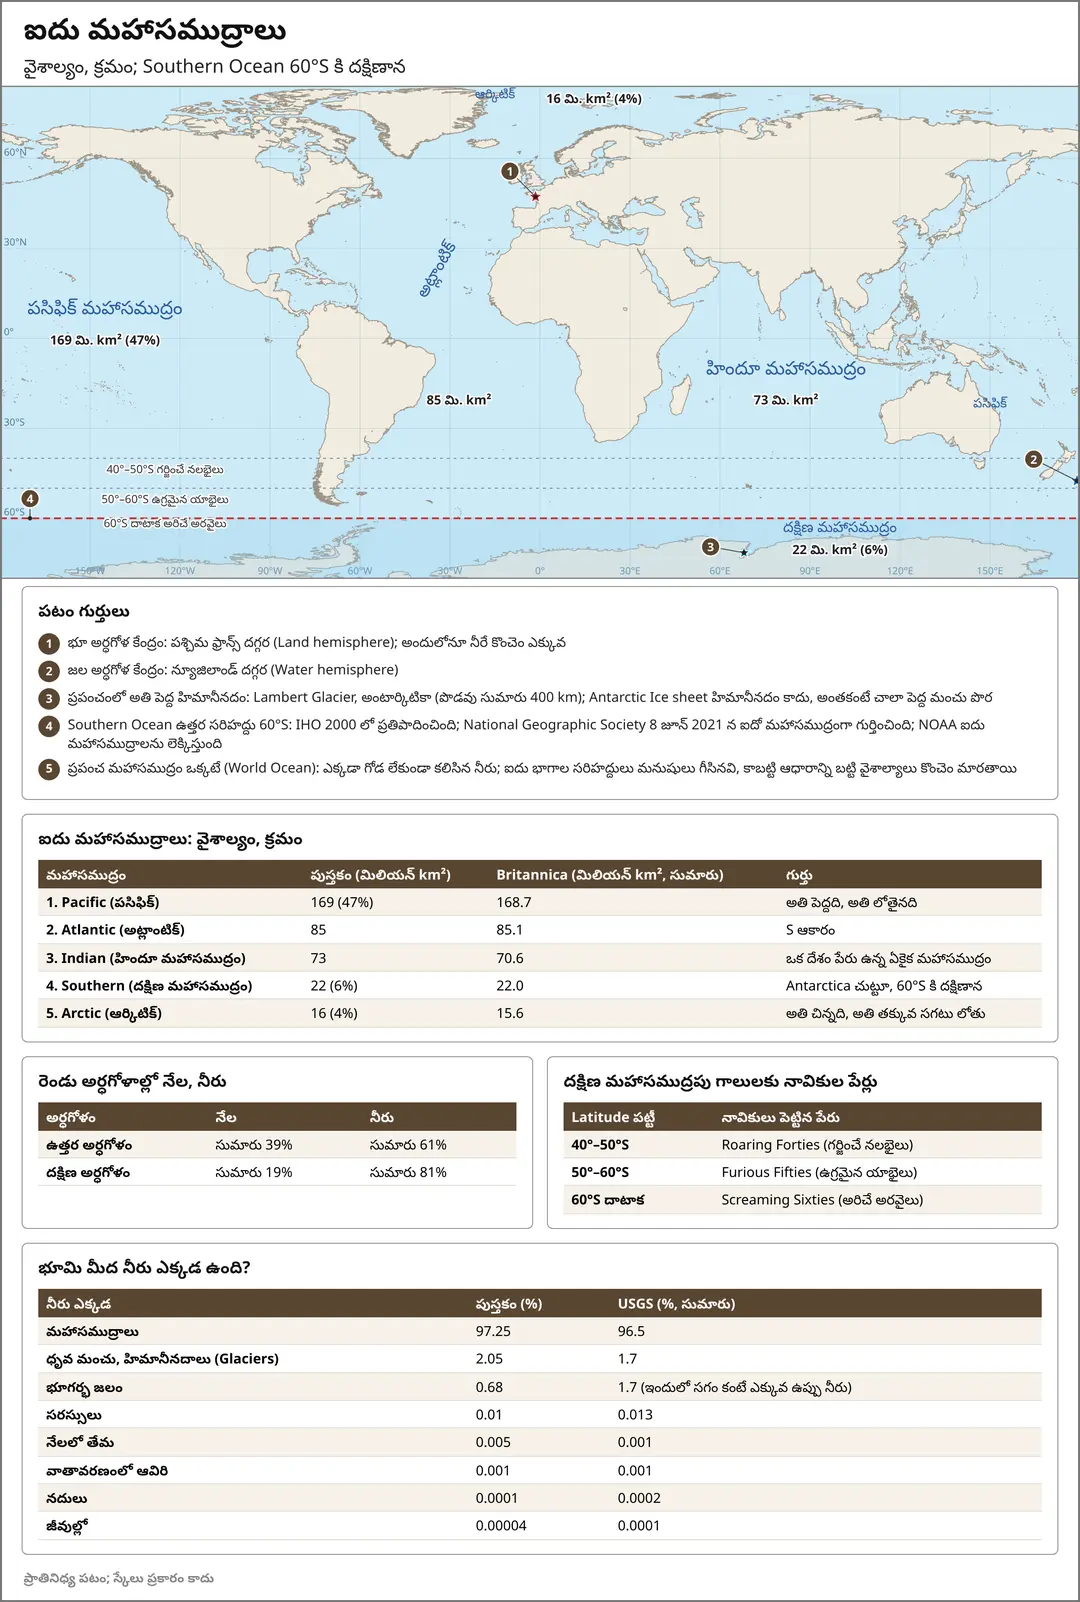 ఐదు మహాసముద్రాలు
వైశాల్యం, క్రమం; Southern Ocean 60°S కి దక్షిణాన
ఆర్కిటిక్
16 మి. km² (4%)
60°N
1
30°N
అట్లాంటిక్
పసిఫిక్ మహాసముద్రం
0°
169 మి. km² (47%)
హిందూ మహాసముద్రం
85 మి. km²
73 మి. km²
పసిఫిక్
30°S
2
40°–50°S గర్జించే నలభైలు
4
50°–60°S ఉగ్రమైన యాభైలు
60°S
60°S దాటాక అరిచే అరవైలు
దక్షిణ మహాసముద్రం
3
22 మి. km² (6%)
150°W 120°W 90°W 60°W 30°W 0° 30°E 60°E 90°E 120°E 150°E
పటం గుర్తులు
1 భూ అర్ధగోళ కేంద్రం: పశ్చిమ ఫ్రాన్స్ దగ్గర (Land hemisphere); అందులోనూ నీరే కొంచెం ఎక్కువ
2 జల అర్ధగోళ కేంద్రం: న్యూజిలాండ్ దగ్గర (Water hemisphere)
3 ప్రపంచంలో అతి పెద్ద హిమానీనదం: Lambert Glacier, అంటార్కిటికా (పొడవు సుమారు 400 km); Antarctic Ice sheet హిమానీనదం కాదు, అంతకంటే చాలా పెద్ద మంచు పొర
4 Southern Ocean ఉత్తర సరిహద్దు 60°S: IHO 2000 లో ప్రతిపాదించింది; National Geographic Society 8 జూన్ 2021 న ఐదో మహాసముద్రంగా గుర్తించింది; NOAA ఐదు
మహాసముద్రాలను లెక్కిస్తుంది
5 ప్రపంచ మహాసముద్రం ఒక్కటే (World Ocean): ఎక్కడా గోడ లేకుండా కలిసిన నీరు; ఐదు భాగాల సరిహద్దులు మనుషులు గీసినవి, కాబట్టి ఆధారాన్ని బట్టి వైశాల్యాలు కొంచెం మారతాయి
ఐదు మహాసముద్రాలు: వైశాల్యం, క్రమం
మహాసముద్రం పుస్తకం (మిలియన్ km²) Britannica (మిలియన్ km², సుమారు) గుర్తు
1. Pacific (పసిఫిక్) 169 (47%) 168.7 అతి పెద్దది, అతి లోతైనది
2. Atlantic (అట్లాంటిక్) 85 85.1 S ఆకారం
3. Indian (హిందూ మహాసముద్రం) 73 70.6 ఒక దేశం పేరు ఉన్న ఏకైక మహాసముద్రం
4. Southern (దక్షిణ మహాసముద్రం) 22 (6%) 22.0 Antarctica చుట్టూ, 60°S కి దక్షిణాన
5. Arctic (ఆర్కిటిక్) 16 (4%) 15.6 అతి చిన్నది, అతి తక్కువ సగటు లోతు
రెండు అర్ధగోళాల్లో నేల, నీరు
అర్ధగోళం నేల నీరు
ఉత్తర అర్ధగోళం సుమారు 39% సుమారు 61%
దక్షిణ అర్ధగోళం సుమారు 19% సుమారు 81%
దక్షిణ మహాసముద్రపు గాలులకు నావికుల పేర్లు
Latitude పట్టీ నావికులు పెట్టిన పేరు
40°–50°S Roaring Forties (గర్జించే నలభైలు)
50°–60°S Furious Fifties (ఉగ్రమైన యాభైలు)
60°S దాటాక Screaming Sixties (అరిచే అరవైలు)
భూమి మీద నీరు ఎక్కడ ఉంది?
నీరు ఎక్కడ పుస్తకం (%) USGS (%, సుమారు)
మహాసముద్రాలు 97.25 96.5
ధృవ మంచు, హిమానీనదాలు (Glaciers) 2.05 1.7
భూగర్భ జలం 0.68 1.7 (ఇందులో సగం కంటే ఎక్కువ ఉప్పు నీరు)
సరస్సులు 0.01 0.013
నేలలో తేమ 0.005 0.001
వాతావరణంలో ఆవిరి 0.001 0.001
నదులు 0.0001 0.0002
జీవుల్లో 0.00004 0.0001
ప్రాతినిధ్య పటం; స్కేలు ప్రకారం కాదు